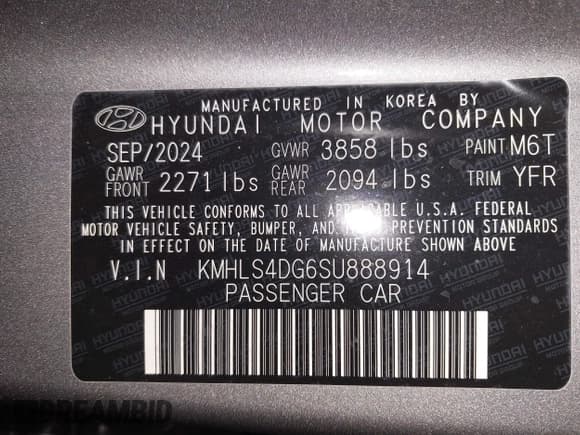 MANUFACTURED IN KOREA BY
HYUNDAI MOTOR COMPANY
SEP/2024 GVWR 3858 lbs PAINT M6T
GAWR FRONT 2271 lbs GAWR REAR 2094 lbs TRIM YFR
THIS VEHICLE CONFORMS TO ALL APPLICABLE U.S.A. FEDERAL
MOTOR VEHICLE SAFETY, BUMPER, AND THEFT PREVENTION STANDARDS
IN EFFECT ON THE DATE OF MANUFACTURE SHOWN ABOVE
V.I.N KMHLS4DG6SU888914
PASSENGER CAR